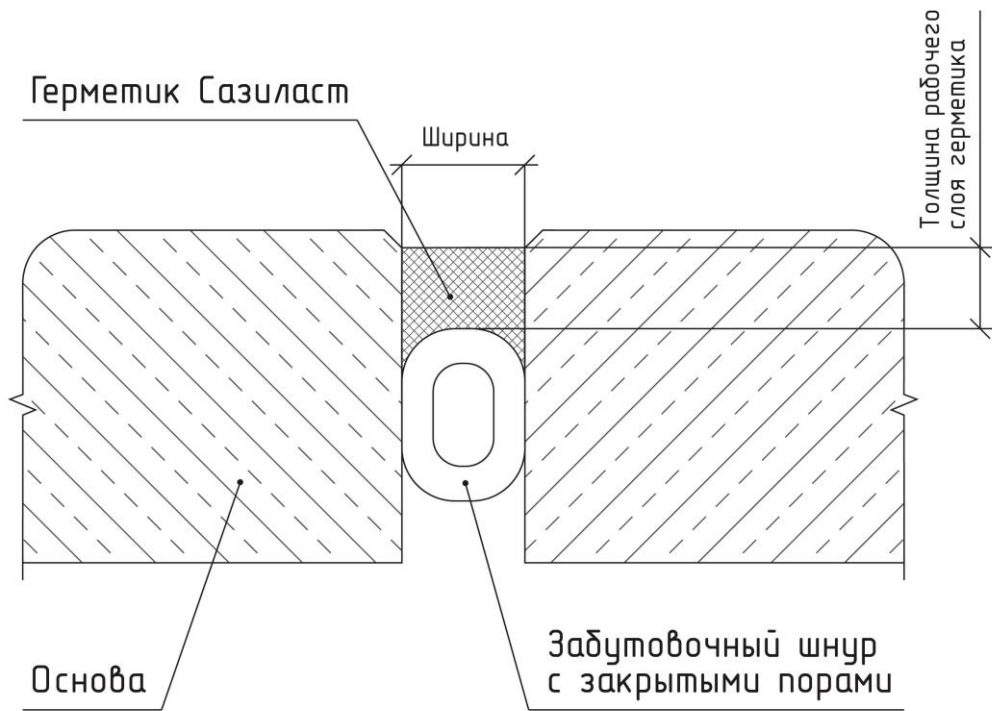 Герметик Сазиласт
Ширина
Толщина рабочего
слоя герметика
Основа
Забутовочный шнур
с закрытыми порами